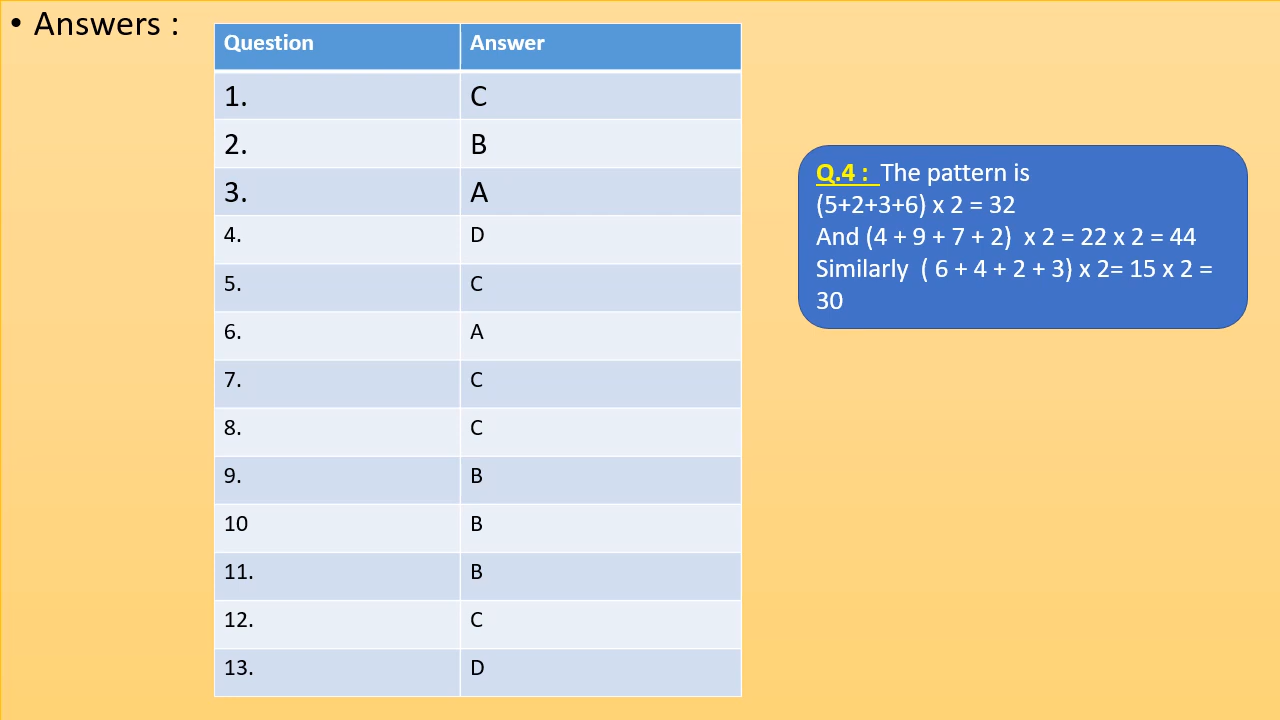 • Answers :
Question Answer
1. C
2. B
3. A
4. D
5. C
6. A
7. C
8. C
9. B
10 B
11. B
12. C
13. D
Q.4 : The pattern is
(5+2+3+6) x 2 = 32
And (4 + 9 + 7 + 2) x 2 = 22 x 2 = 44
Similarly ( 6 + 4 + 2 + 3) x 2= 15 x 2 =
30